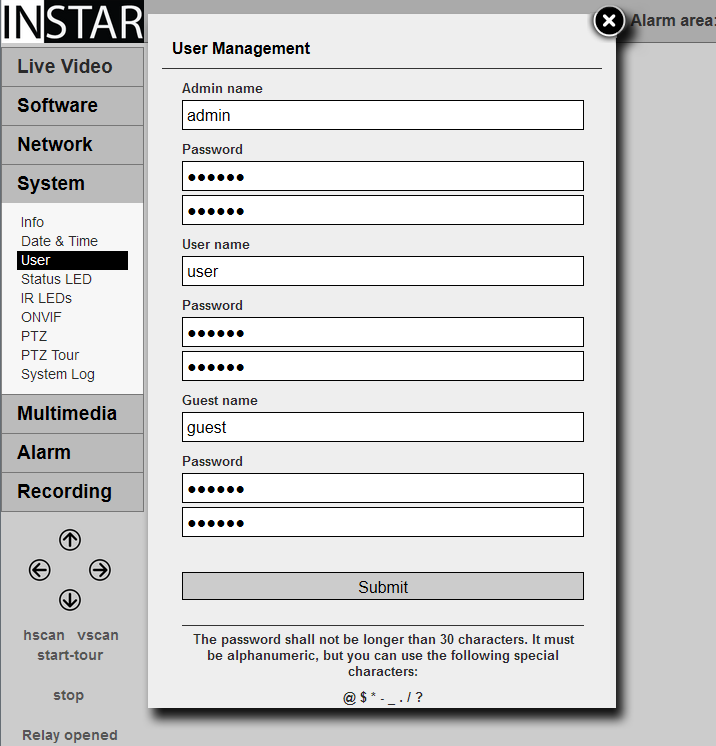 INSTAR
Alarm area:
Live Video
Software
Network
System
Info
Date & Time
User
Status LED
IR LEDs
ONVIF
PTZ
PTZ Tour
System Log
Multimedia
Alarm
Recording
hscan vscan
start-tour
stop
Relay opened
User Management
Admin name
admin
Password
●●●●●●
●●●●●●
User name
user
Password
●●●●●●
●●●●●●
Guest name
guest
Password
●●●●●●
●●●●●●
Submit
The password shall not be longer than 30 characters. It must
be alphanumeric, but you can use the following special
characters:
@ $ * - _ . / ?